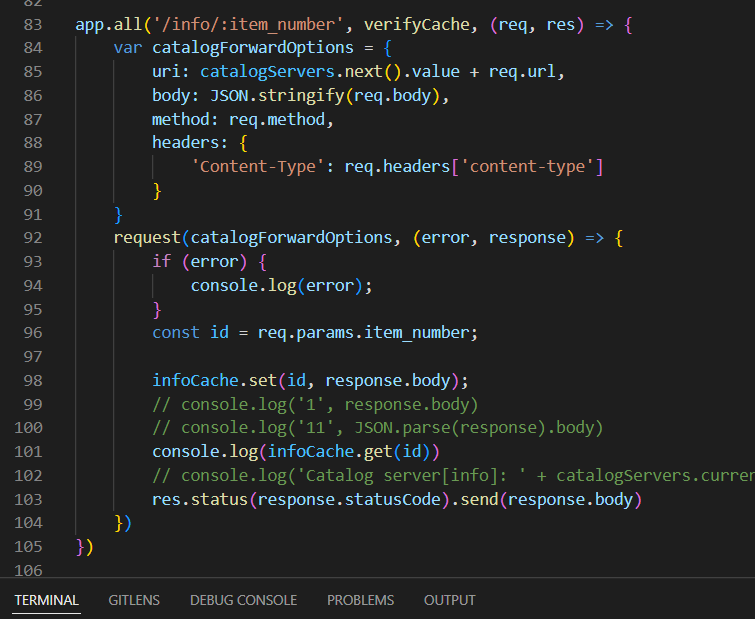 82
83 app.all('/info/:item_number', verifyCache, (req, res) => {
84 var catalogForwardOptions = {
85 uri: catalogServers.next().value + req.url,
86 body: JSON.stringify(req.body),
87 method: req.method,
88 headers: {
89 'Content-Type': req.headers['content-type']
90 }
91 }
92 request(catalogForwardOptions, (error, response) => {
93 if (error) {
94 console.log(error);
95 }
96 const id = req.params.item_number;
97
98 infoCache.set(id, response.body);
99 // console.log('1', response.body)
100 // console.log('11', JSON.parse(response).body)
101 console.log(infoCache.get(id))
102 // console.log('Catalog server[info]: ' + catalogServers.curren
103 res.status(response.statusCode).send(response.body)
104 })
105 })
106
TERMINAL GITLENS DEBUG CONSOLE PROBLEMS OUTPUT